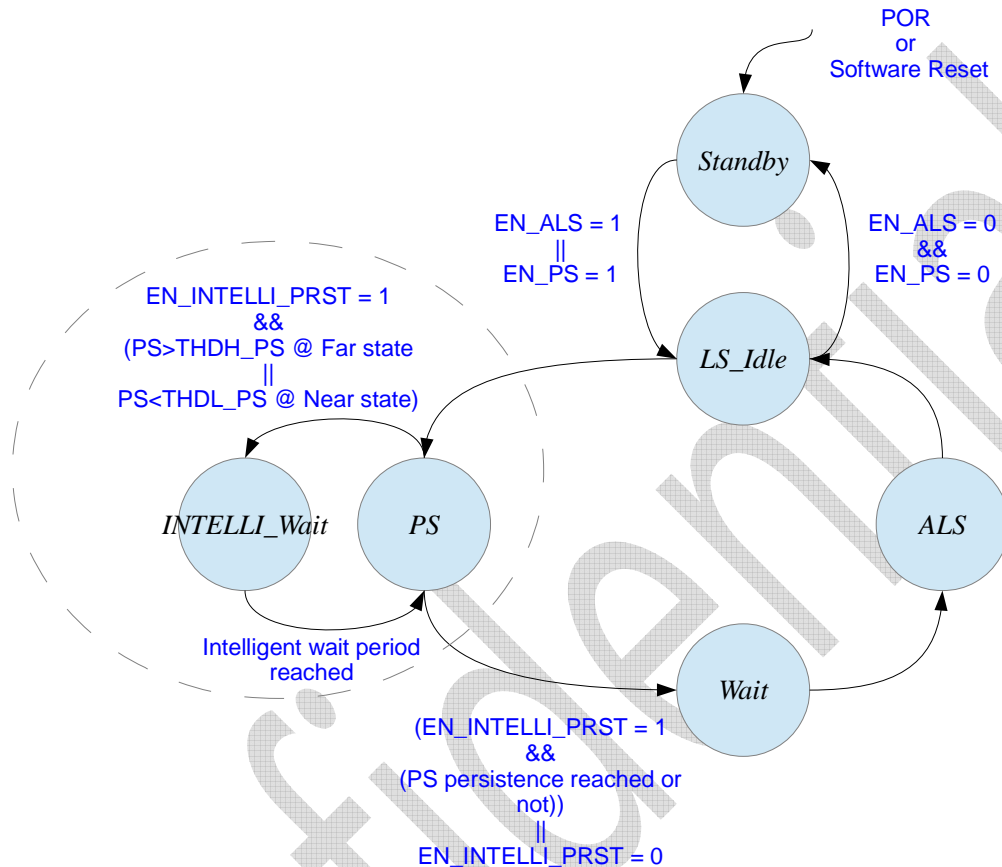 POR
or
Software Reset
Standby
EN_ALS = 1
||
EN_PS = 1
EN_ALS = 0
&&
EN_PS = 0
EN_INTELLI_PRST = 1
&&
(PS>THDH_PS @ Far state
||
PS<THDL_PS @ Near state)
LS_Idle
INTELLI_Wait
PS
ALS
Intelligent wait period
reached
Wait
(EN_INTELLI_PRST = 1
&&
(PS persistence reached or
not))
||
EN_INTELLI_PRST = 0